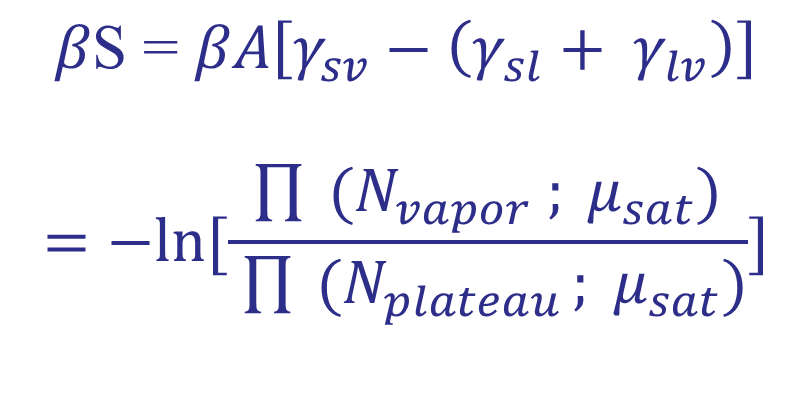 βS = βA[γ_sv − (γ_sl + γ_lv)]
= −ln[∏ (N_vapor ; μ_sat) / ∏ (N_plateau ; μ_sat)]